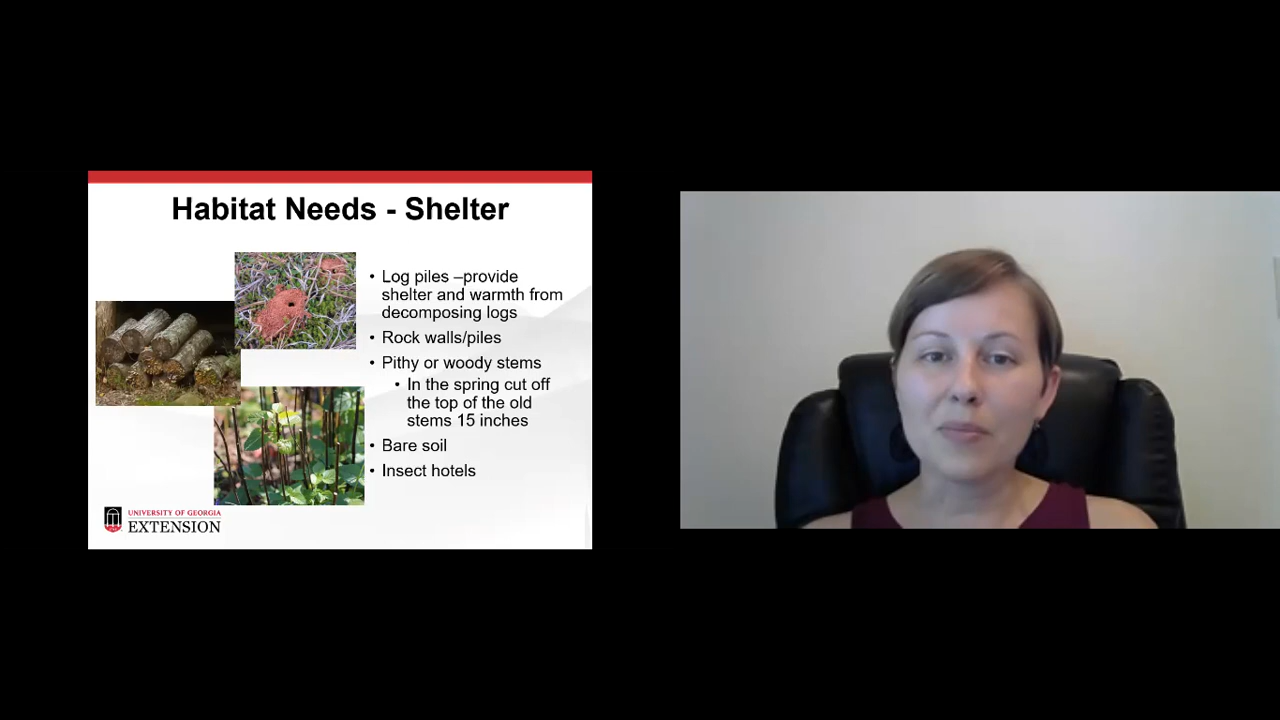 Habitat Needs - Shelter
• Log piles –provide
shelter and warmth from
decomposing logs
• Rock walls/piles
• Pithy or woody stems
• In the spring cut off
the top of the old
stems 15 inches
• Bare soil
• Insect hotels
UNIVERSITY OF GEORGIA
EXTENSION